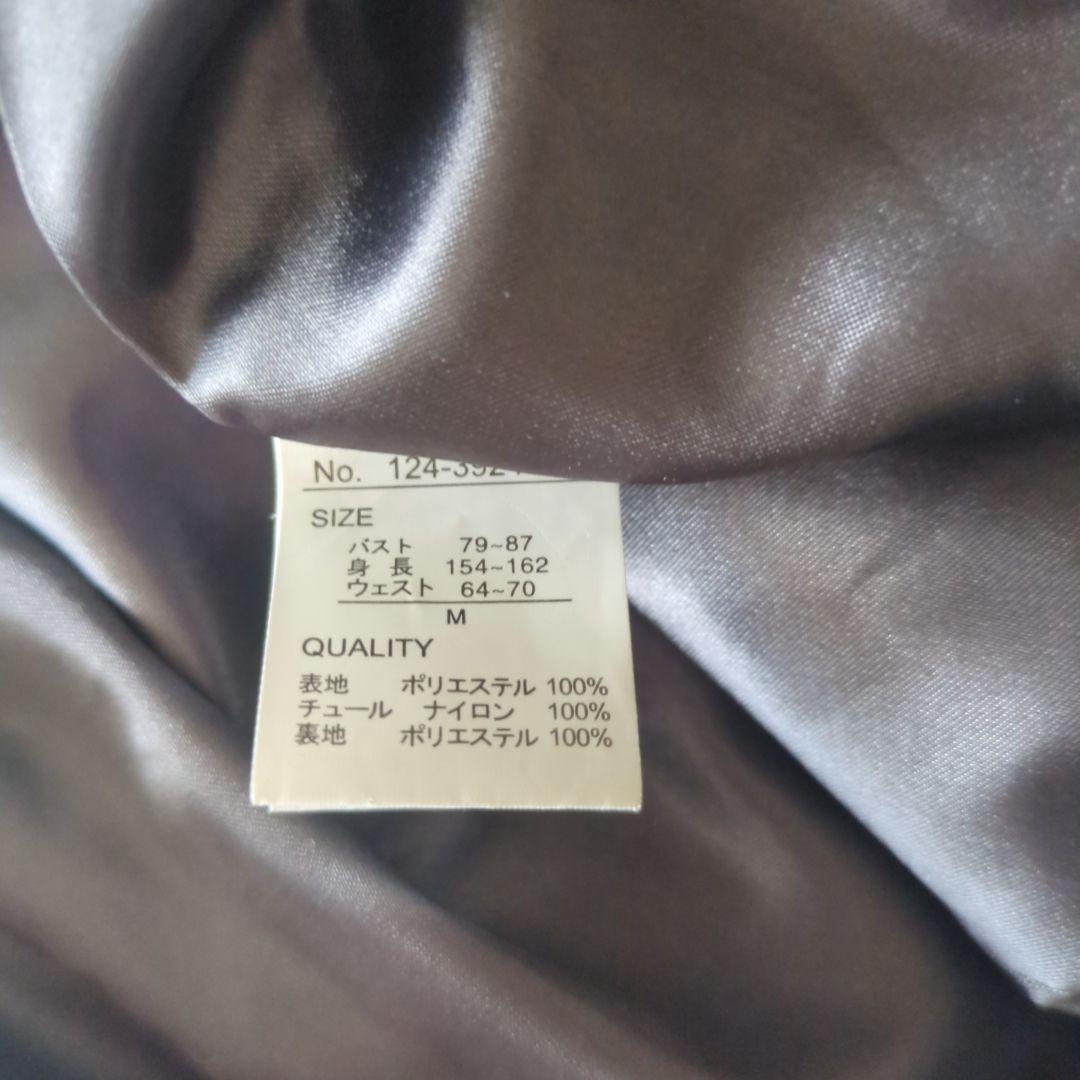 No. 124-392
SIZE
バスト 79~87
身長 154~162
ウェスト 64~70
M
QUALITY
表地 ポリエステル 100%
チュール ナイロン 100%
裏地 ポリエステル 100%